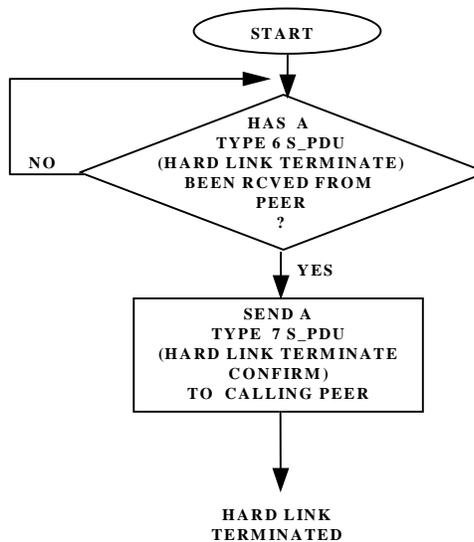 START
HAS A
TYPE 6 S_PDU
(HARD LINK TERMINATE)
BEEN RCVED FROM
PEER
?
NO
YES
SEND A
TYPE 7 S_PDU
(HARD LINK TERMINATE
CONFIRM)
TO CALLING PEER
HARD LINK
TERMINATED